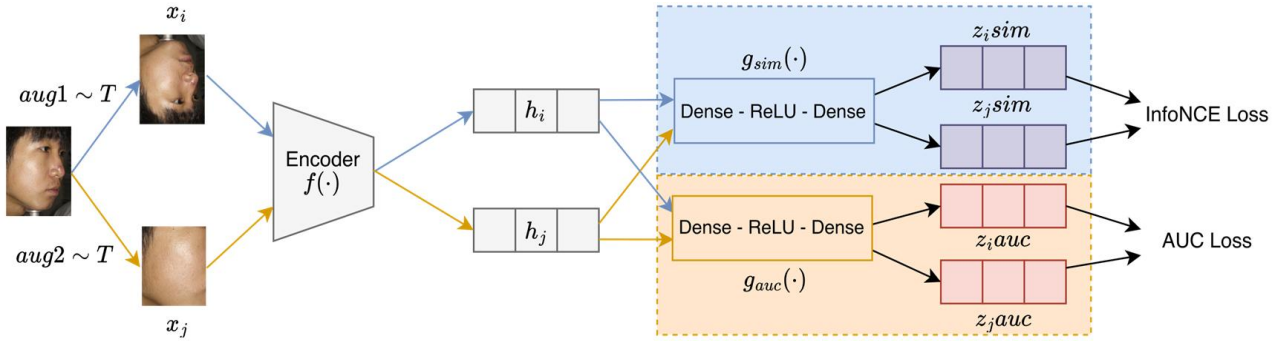 x_i
aug1 ~ T
aug2 ~ T
x_j
Encoder
f(·)
h_i
h_j
g_sim(·)
Dense - ReLU - Dense
z_i sim
z_j sim
InfoNCE Loss
Dense - ReLU - Dense
g_auc(·)
z_i auc
z_j auc
AUC Loss